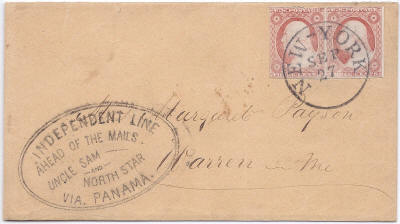 NEW-YORK
SEP
27
INDEPENDENT LINE
AHEAD OF THE MAILS.
UNCLE SAM
AND
NORTH STAR
VIA. PANAMA.
Margaret Payson
Warren Me